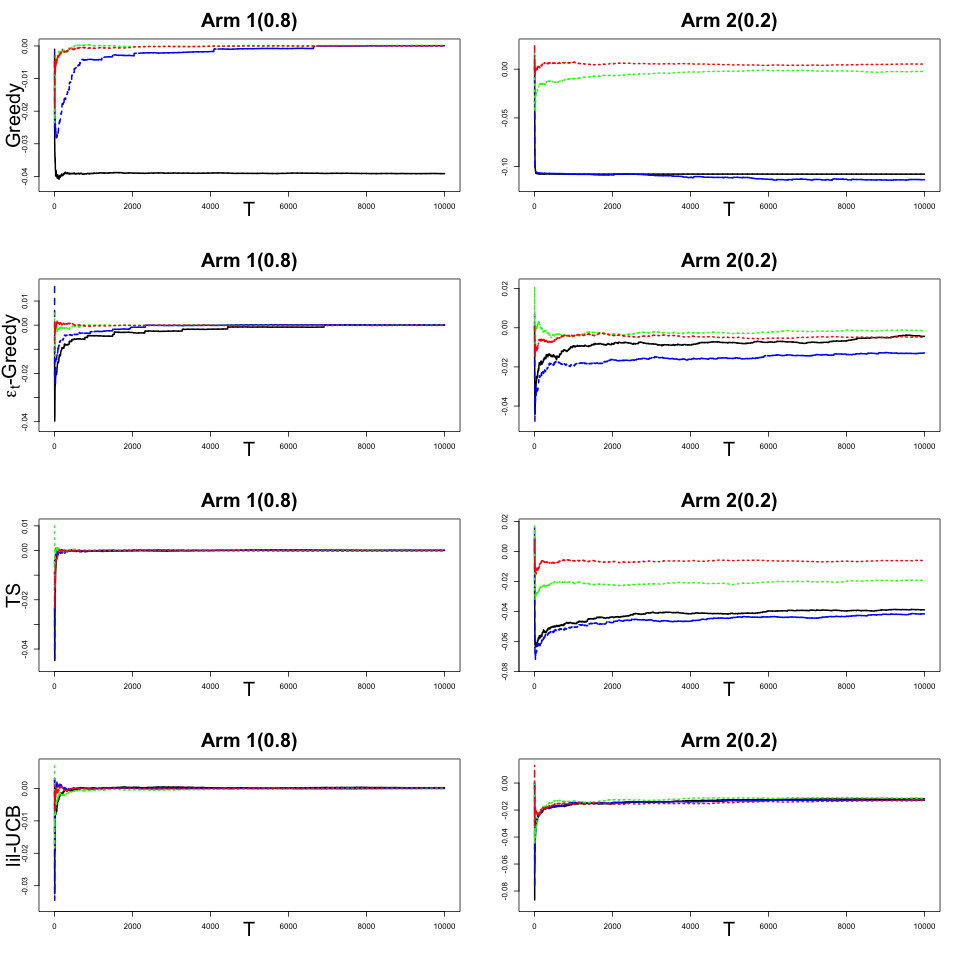 Arm 1(0.8) Arm 2(0.2)
Greedy
0.00 -0.01 -0.02 -0.03 -0.04
0.00 -0.05 -0.10
0 2000 4000 6000 8000 10000 0 2000 4000 6000 8000 10000
T T
Arm 1(0.8) Arm 2(0.2)
εt-Greedy
0.01 0.00 -0.02 -0.04
0.02 0.00 -0.02 -0.04
0 2000 4000 6000 8000 10000 0 2000 4000 6000 8000 10000
T T
Arm 1(0.8) Arm 2(0.2)
TS
0.01 0.00 -0.02 -0.04
0.02 0.00 -0.02 -0.04 -0.06 -0.08
0 2000 4000 6000 8000 10000 0 2000 4000 6000 8000 10000
T T
Arm 1(0.8) Arm 2(0.2)
lil-UCB
0.00 -0.01 -0.02 -0.03
0.00 -0.02 -0.04 -0.06 -0.08
0 2000 4000 6000 8000 10000 0 2000 4000 6000 8000 10000
T T